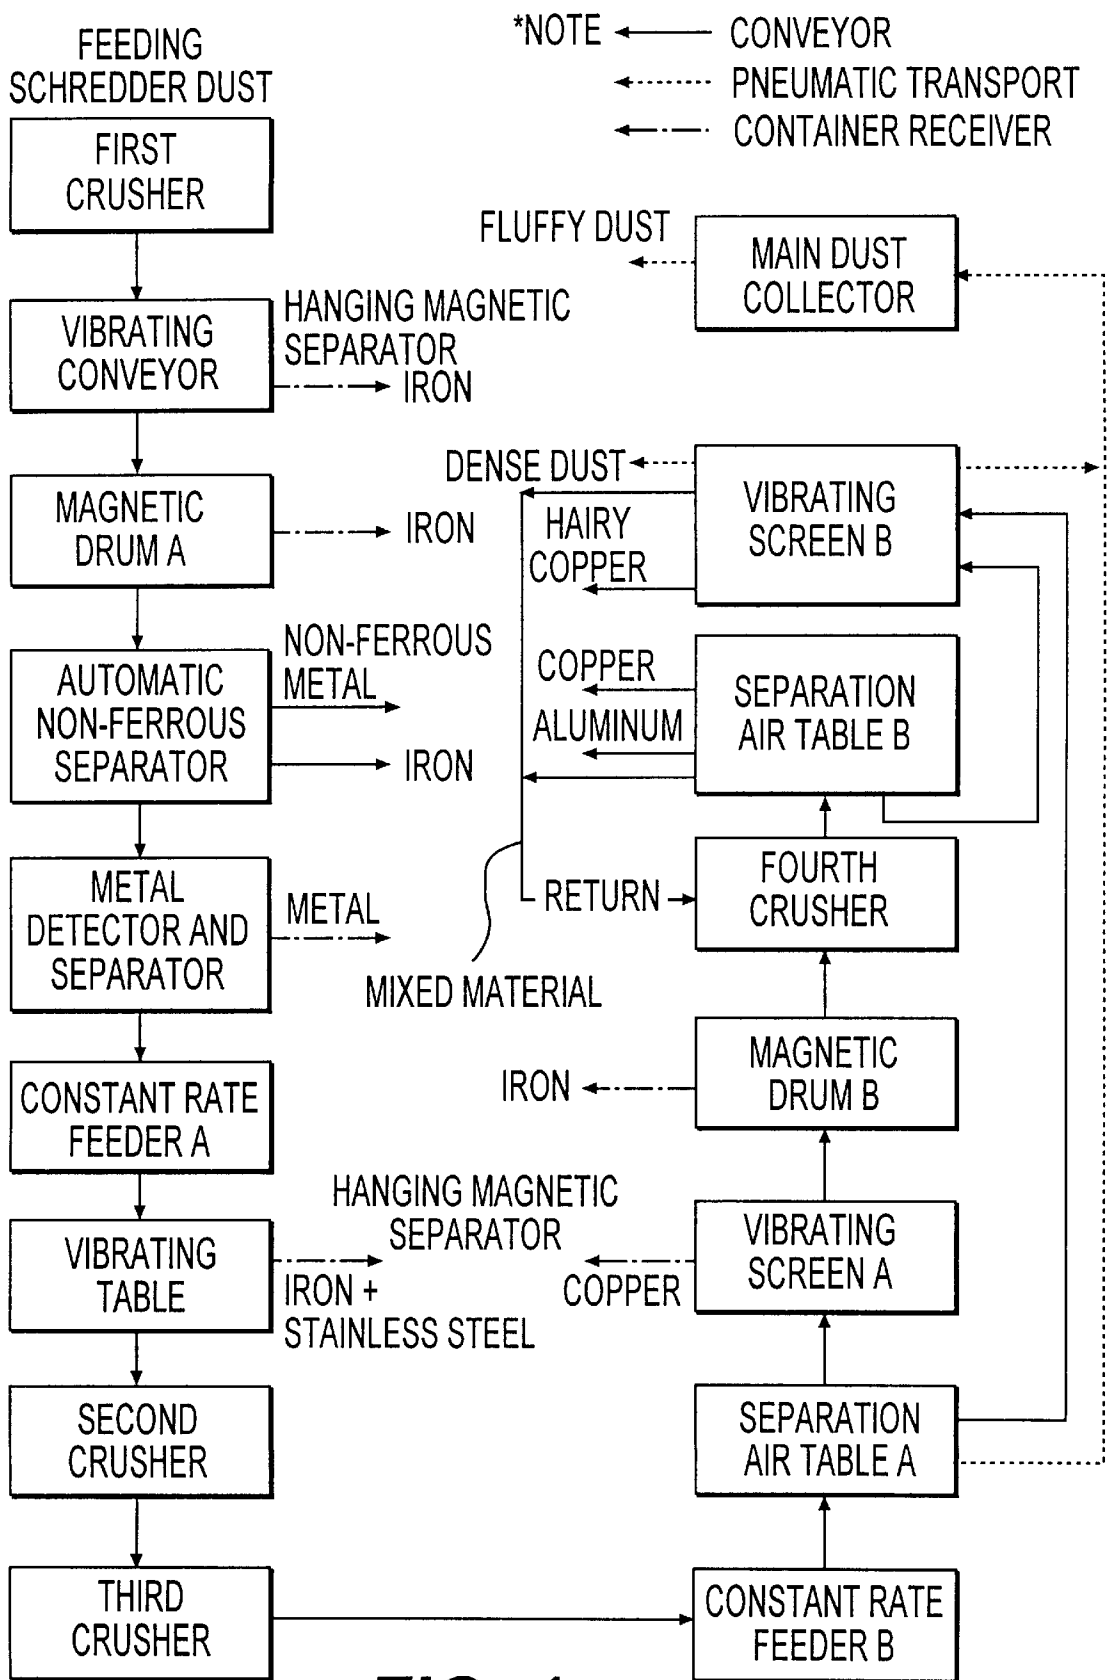 *NOTE
CONVEYOR
PNEUMATIC TRANSPORT
CONTAINER RECEIVER
FEEDING
SCHREDDER DUST
FIRST
CRUSHER
VIBRATING
CONVEYOR
HANGING MAGNETIC
SEPARATOR
IRON
MAGNETIC
DRUM A
IRON
AUTOMATIC
NON-FERROUS
SEPARATOR
NON-FERROUS
METAL
IRON
METAL
DETECTOR AND
SEPARATOR
METAL
CONSTANT RATE
FEEDER A
VIBRATING
TABLE
HANGING MAGNETIC
SEPARATOR
IRON +
STAINLESS STEEL
SECOND
CRUSHER
THIRD
CRUSHER
FLUFFY DUST
MAIN DUST
COLLECTOR
DENSE DUST
HAIRY
COPPER
VIBRATING
SCREEN B
COPPER
ALUMINUM
SEPARATION
AIR TABLE B
RETURN
FOURTH
CRUSHER
MIXED MATERIAL
IRON
MAGNETIC
DRUM B
COPPER
VIBRATING
SCREEN A
SEPARATION
AIR TABLE A
CONSTANT RATE
FEEDER B